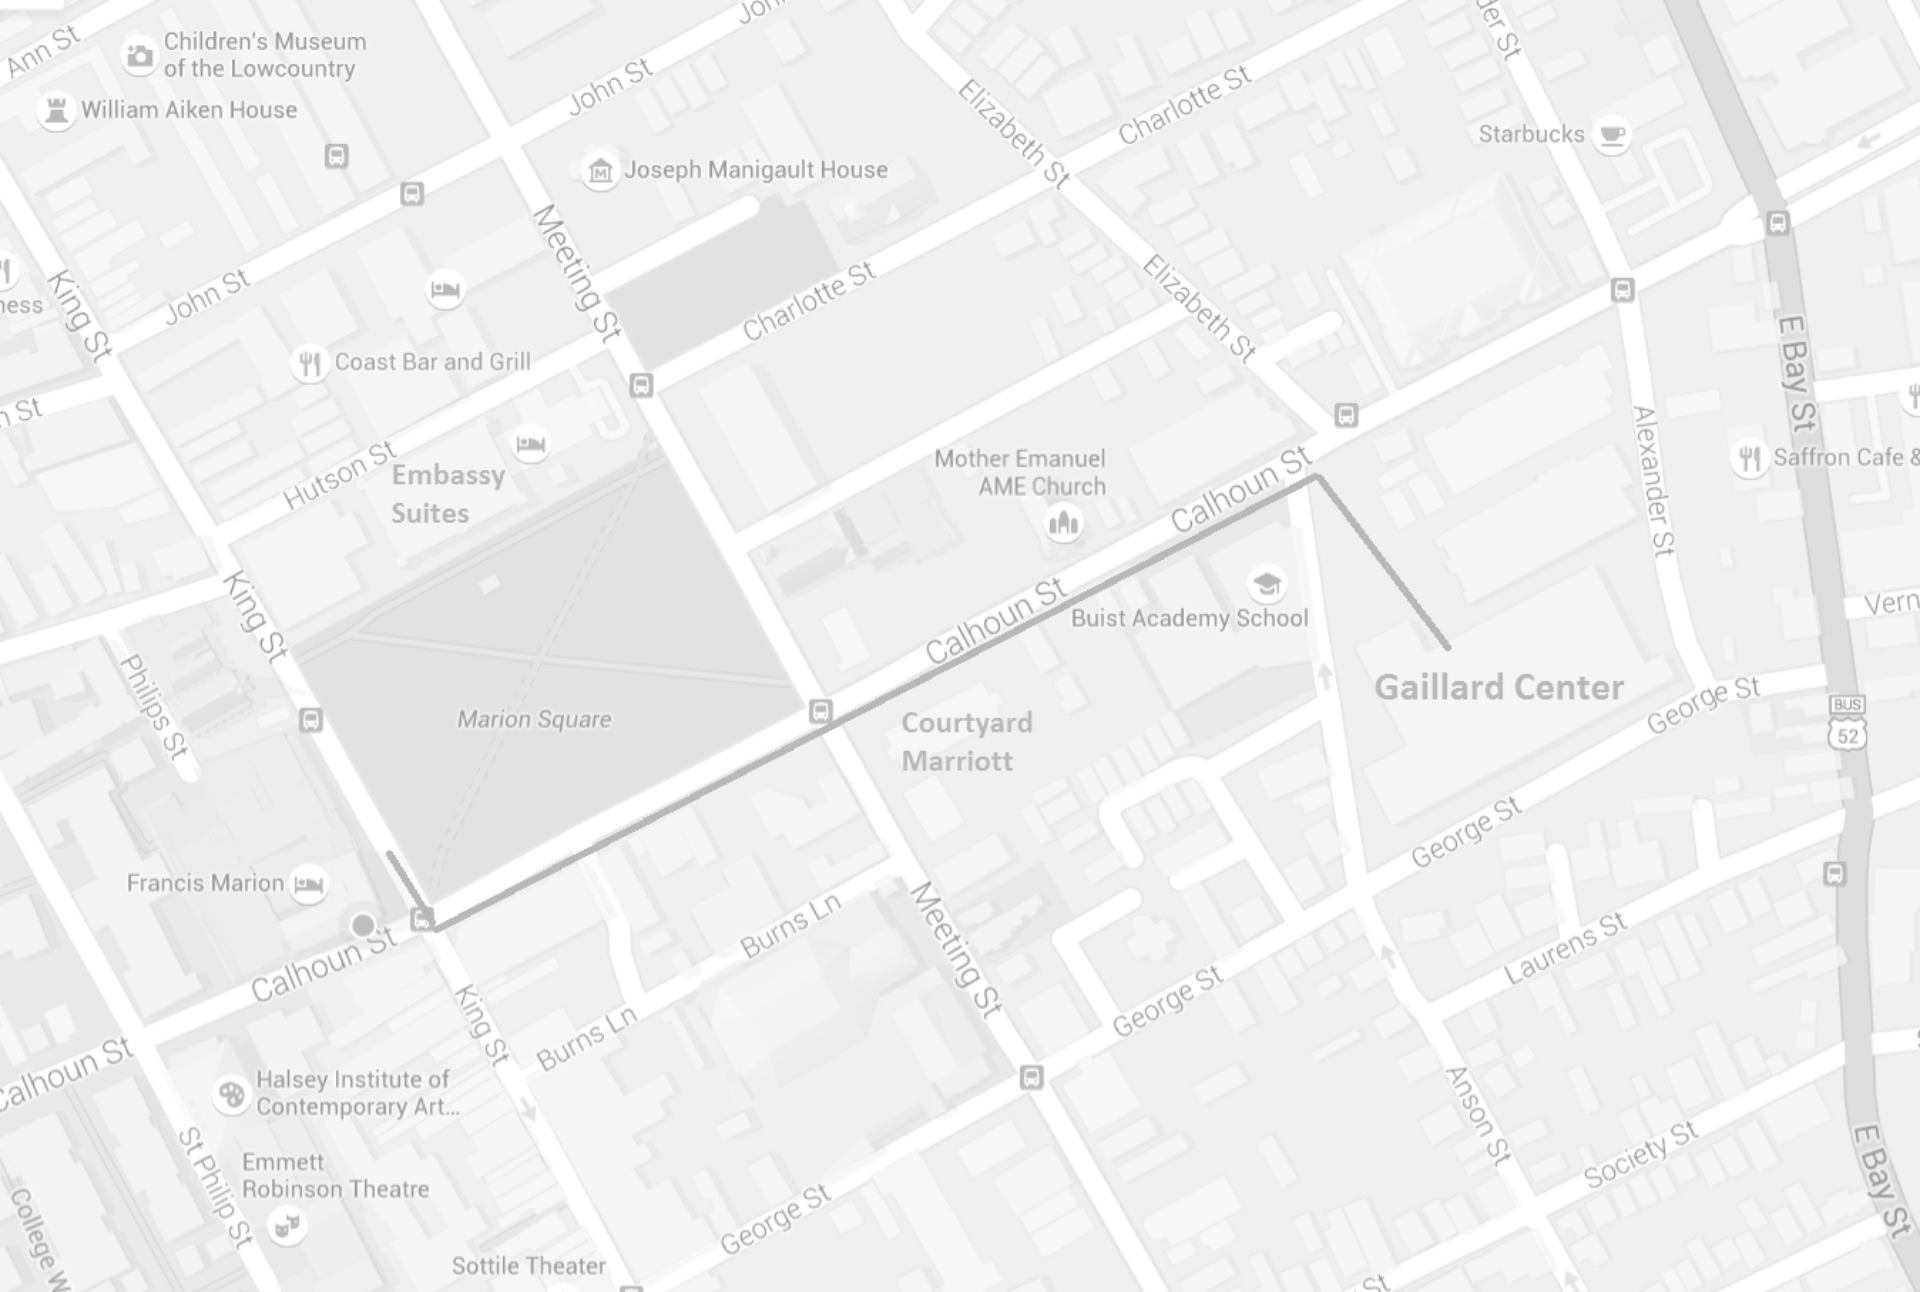 Ann St
Children's Museum
of the Lowcountry
William Aiken House
John St
Joseph Manigault House
Elizabeth St
Charlotte St
Starbucks
Meeting St
King St
John St
Charlotte St
Elizabeth St
Coast Bar and Grill
E Bay St
Hutson St
Embassy
Suites
Mother Emanuel
AME Church
Calhoun St
Alexander St
Saffron Cafe &
King St
Calhoun St
Buist Academy School
Philips St
Marion Square
Courtyard
Marriott
Gaillard Center
George St
BUS
52
Francis Marion
Calhoun St
Burns Ln
Meeting St
George St
Laurens St
King St
Burns Ln
George St
Calhoun St
Halsey Institute of
Contemporary Art...
Emmett
Robinson Theatre
St Philip St
College W
Anson St
Society St
E Bay St
George St
Sottile Theater
St